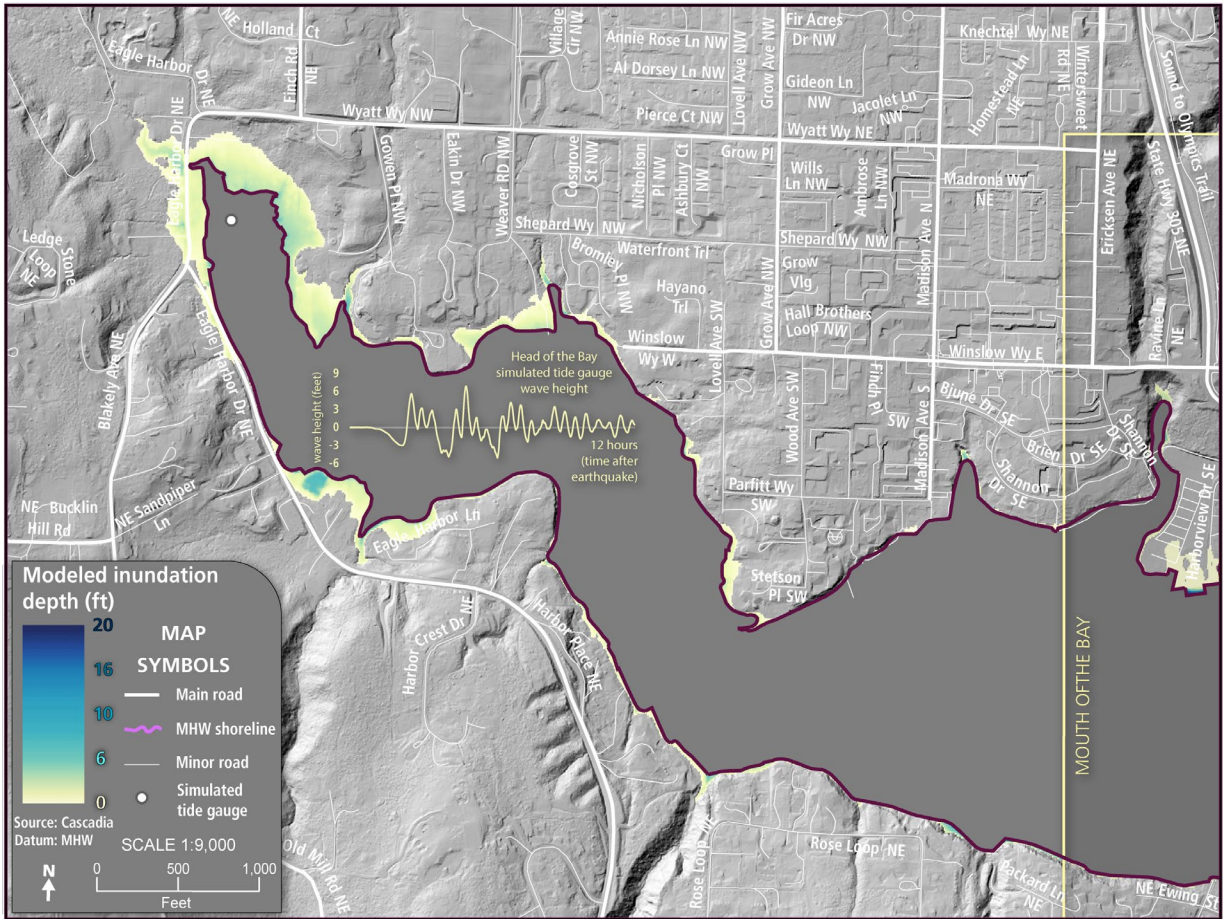 Holland Ct
NE
Eagle Harbor
Dr NE
Finch Rd
NE
Village
Cir NW
Annie Rose Ln NW
Al Dorsey Ln NW
Pierce Ct NW
Lovell Ave NW
Grow Ave NW
Fir Acres
Dr NW
Gideon Ln
NW
Jacolet Ln
NW
Knechtel Wy NE
Homestead Ln
NE
Wintersweet
Rd NE
Sound to Olympics
Trail
State Hwy 305 NE
Wyatt Wy NW
Wyatt Wy NE
Eagle Harbor Dr NE
Gowen Pl NW
Eakin Dr NW
Weaver RD NW
Cosgrove
St NW
Nicholson
Pl NW
Ashbury Ct
NW
Grow Pl
Wills
Ln NW
Ambrose
Ln NW
Madison Ave N
Madrona Wy
NE
Ericksen Ave NE
Ledge
Loop
NE
Stone
Shepard Wy NW
Bromley
Pl NW
Waterfront Trl
Shepard Wy NW
Grow
Vlg
Hayano
Trl
Hall Brothers
Loop NW
Ravine Ln
NE
Winslow
Wy W
Winslow Wy E
Lovell Ave SW
Grow Ave NW
Blakely Ave NE
Eagle Harbor Dr NE
Head of the Bay
simulated tide gauge
wave height
wave height (feet)
9
6
3
0
-3
-6
12 hours
(time after
earthquake)
Wood Ave SW
Finch Pl
SW
Madison Ave S
Bjune Dr SE
Brien Dr SE
Shannon
Dr SE
Shannon
Dr SE
Parfitt Wy
SW
NE Bucklin
Hill Rd
NE Sandpiper
Ln
Eagle Harbor Ln
Harborview Dr SE
Stetson
Pl SW
Harbor Crest Dr NE
Harbor Place NE
MOUTH OFTHE BAY
Rose Loop NE
Rose Loop NE
Packard Ln
NE
NE Ewing St
Old Mill Rd NE
Modeled inundation
depth (ft)
20
16
10
6
0
MAP
SYMBOLS
Main road
MHW shoreline
Minor road
Simulated
tide gauge
Source: Cascadia
Datum: MHW
SCALE 1:9,000
N
0
500
1,000
Feet